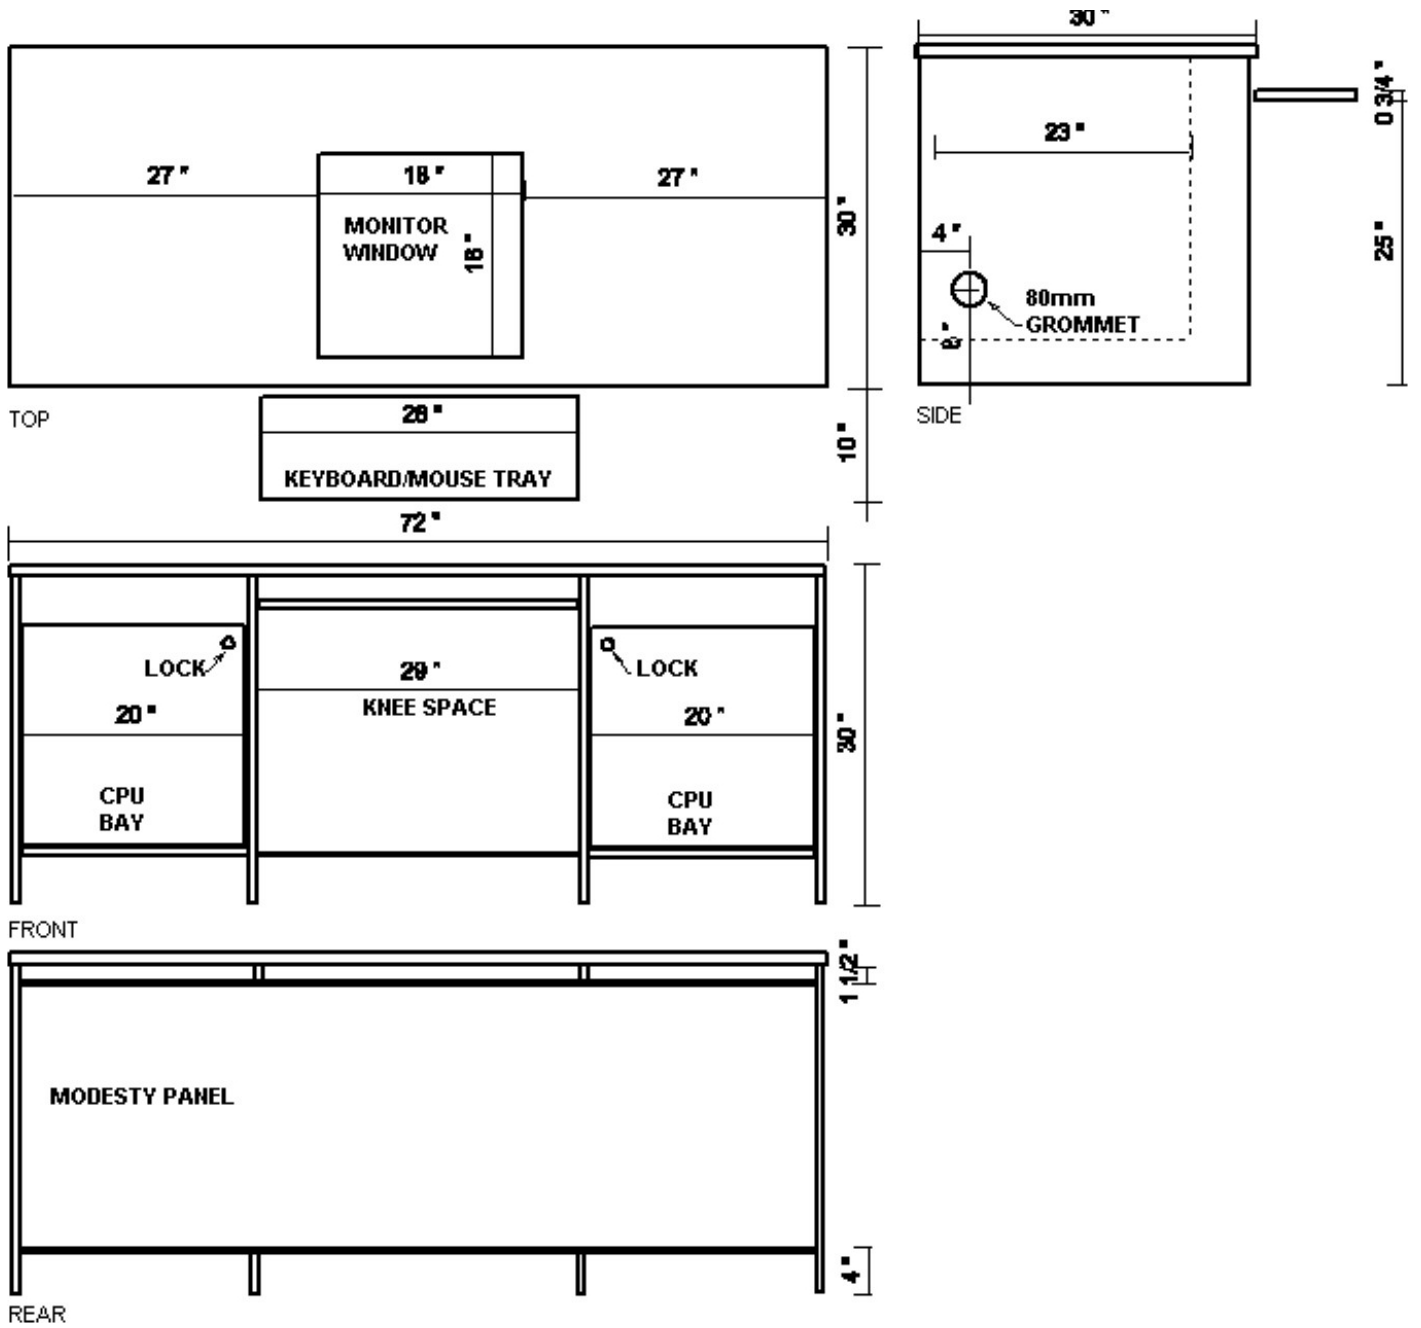 30 "
0 3/4 "
23 "
27 "
18 "
27 "
MONITOR
WINDOW
18 "
30 "
4 "
25 "
80mm
GROMMET
8 "
TOP
SIDE
28 "
10 "
KEYBOARD/MOUSE TRAY
72 "
LOCK
LOCK
29 "
KNEE SPACE
20 "
20 "
30 "
CPU
BAY
CPU
BAY
FRONT
1 1/2 "
MODESTY PANEL
4 "
REAR